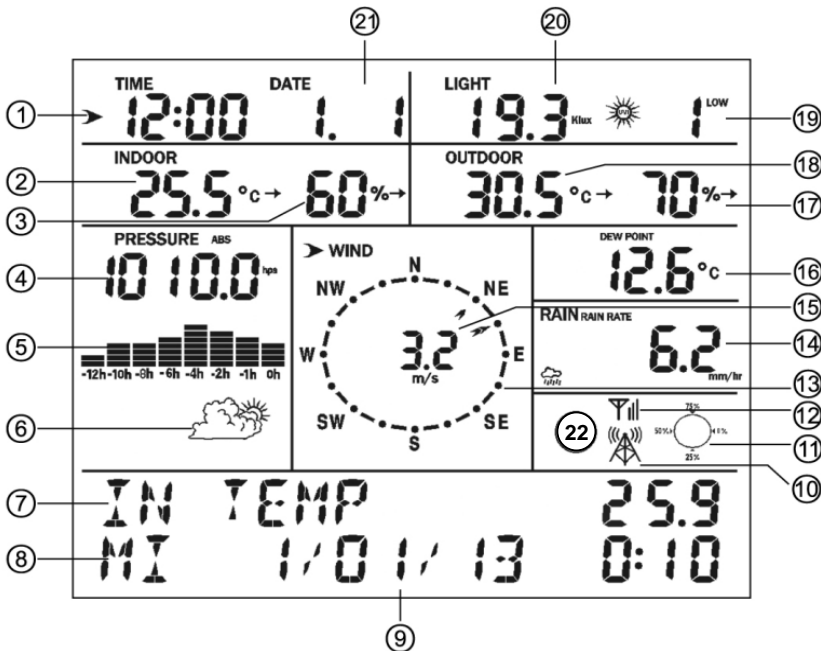 ㉑ ⑳
TIME DATE LIGHT
① 12:00 1. 1 19.3 Klux UVI 1 LOW ⑲
INDOOR OUTDOOR
② 25.5 °C → 60 %→ 30.5 °C → 70 %→ ⑱
③ ⑰
PRESSURE ABS WIND DEW POINT
④ 1010.0 hpa N 12.6 °C ⑯
NW NE ⑮
RAIN RAIN RATE
⑤ W 3.2 E 6.2 ⑭
m/s mm/hr
-12h -10h -8h -6h -4h -2h -1h 0h ⑬
⑥ SW SE 22 75% ⑫
S 50% 0% ⑪
25% ⑩
⑦ IN TEMP 25.9
⑧ MI 1/01/13 0:10
⑨